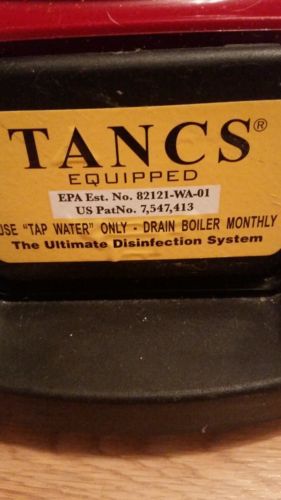 TANCS®
EQUIPPED
EPA Est. No. 82121-WA-01
US PatNo. 7,547,413
USE "TAP WATER" ONLY - DRAIN BOILER MONTHLY
The Ultimate Disinfection System